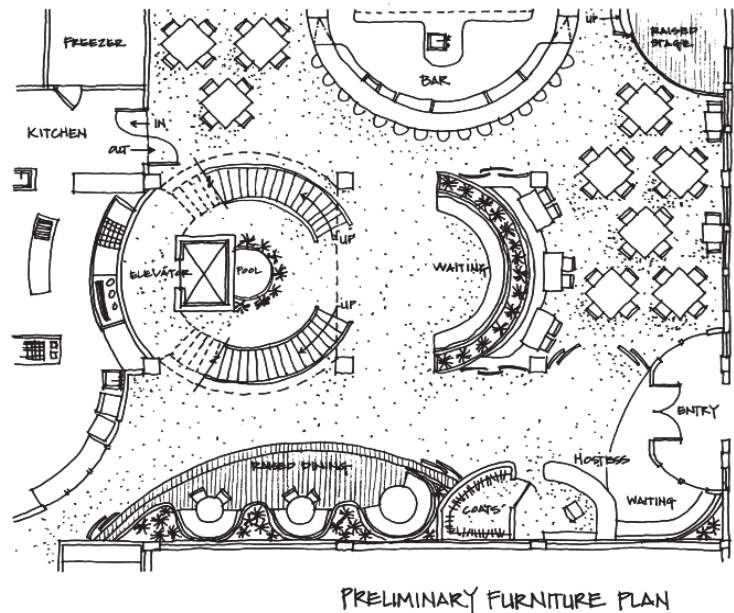 FREEZER
UP
RAISED
STAGE
BAR
KITCHEN
IN
OUT
UP
ELEVATOR
POOL
WAITING
UP
ENTRY
HOSTESS
RAISED DINING
WAITING
COATS
PRELIMINARY FURNITURE PLAN